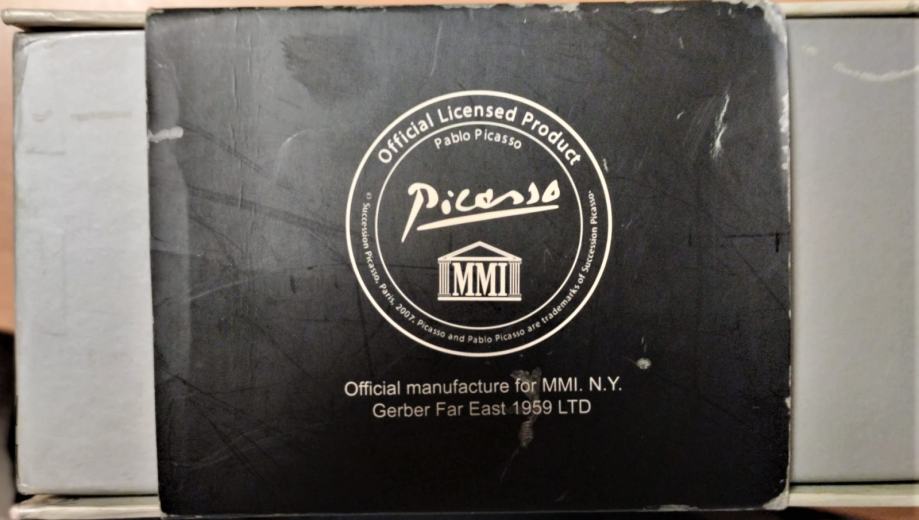 Official Licensed Product
Pablo Picasso
Picasso
MMI
© Succession Picasso, Paris, 2007. Picasso and Pablo Picasso are trademarks of Succession Picasso.
Official manufacture for MMI. N.Y.
Gerber Far East 1959 LTD